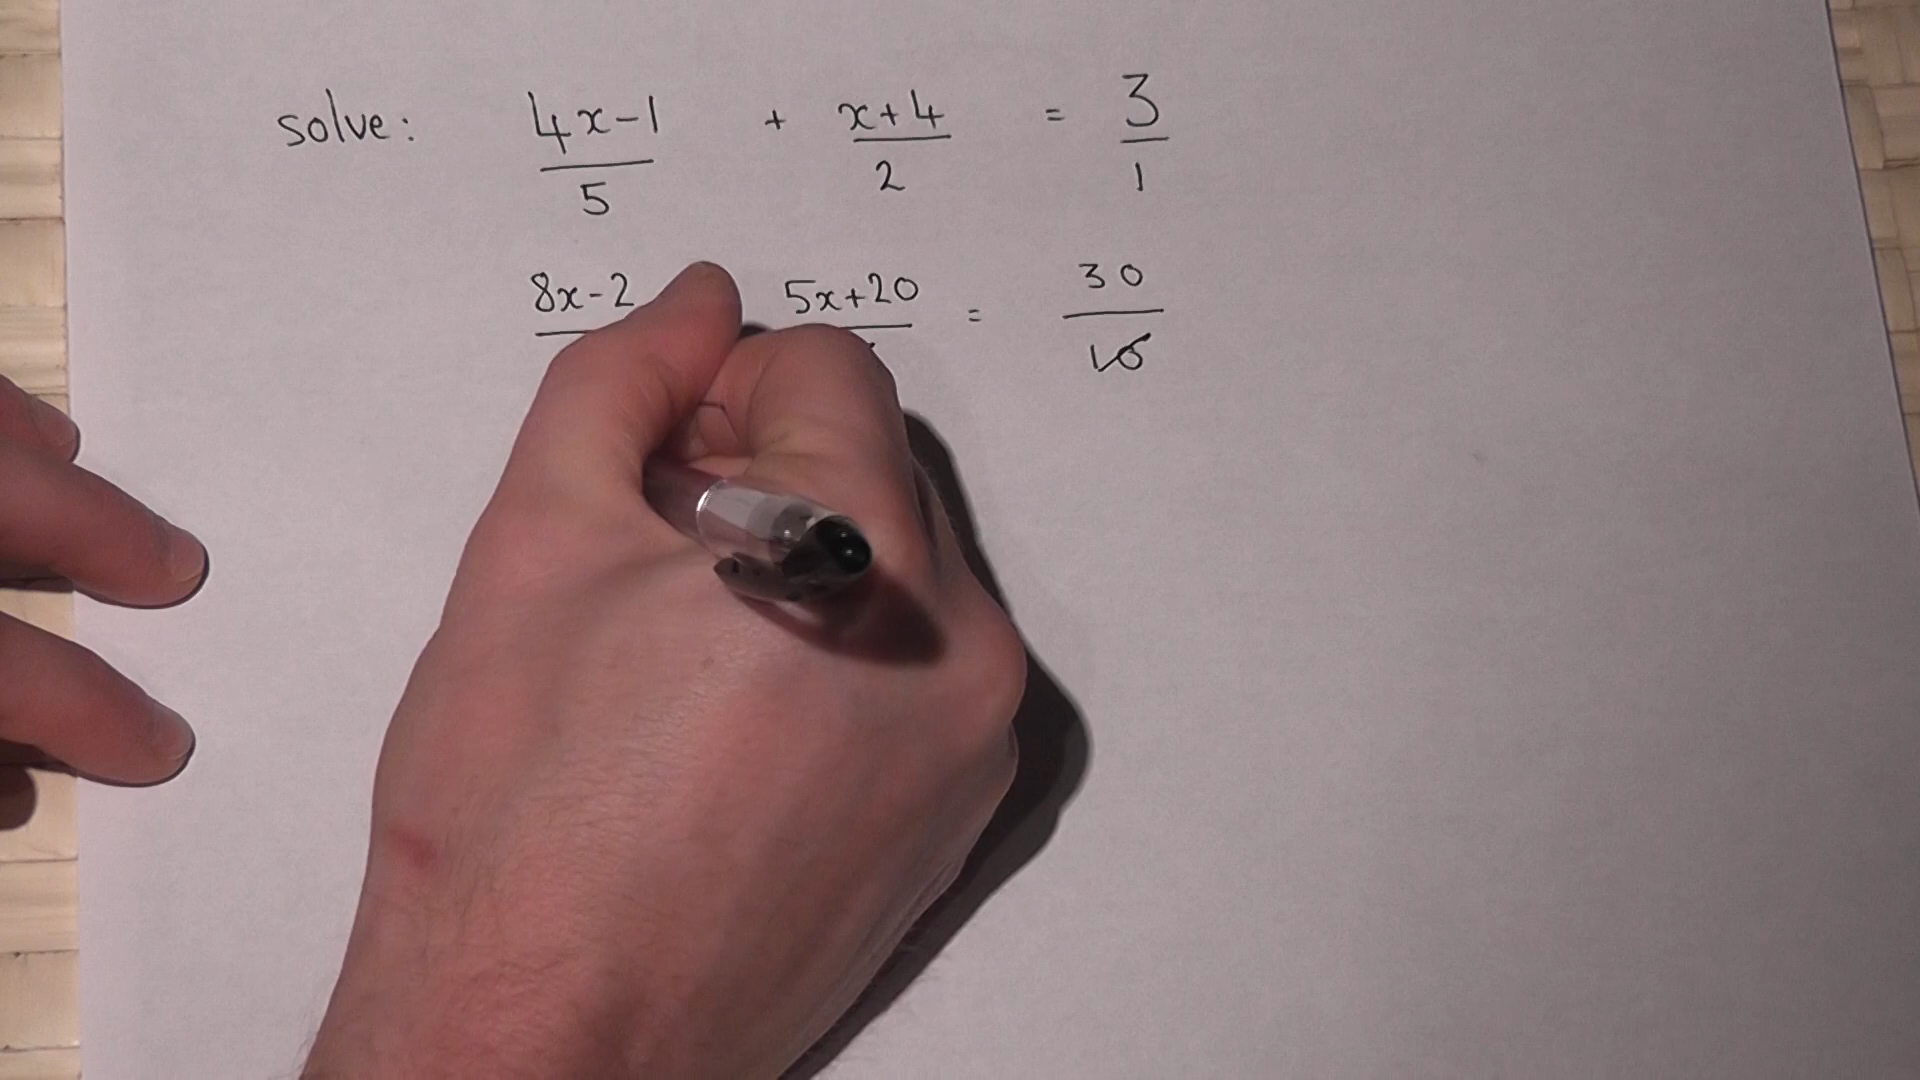 solve: 4x-1/5 + x+4/2 = 3/1
8x-2 5x+20 = 30/10